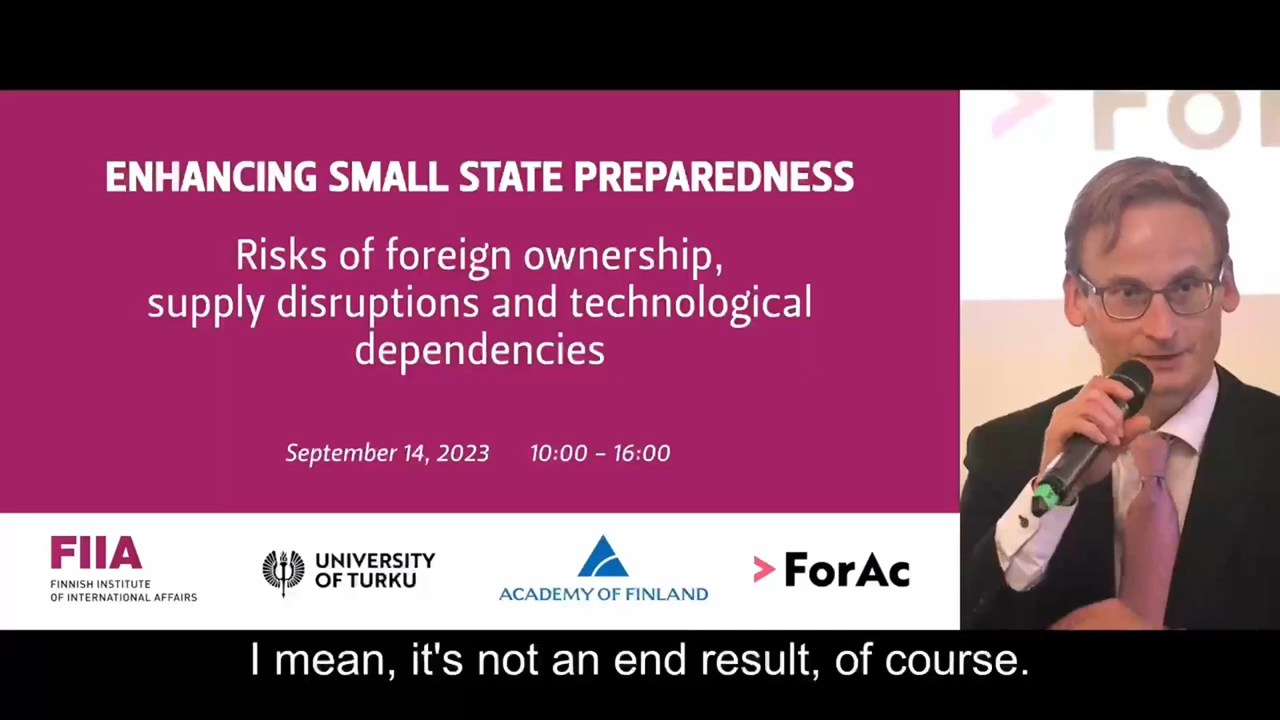 ENHANCING SMALL STATE PREPAREDNESS
Risks of foreign ownership,
supply disruptions and technological
dependencies
September 14, 2023 10:00 – 16:00
FIIA
FINNISH INSTITUTE
OF INTERNATIONAL AFFAIRS
UNIVERSITY
OF TURKU
ACADEMY OF FINLAND
> ForAc
> FO
I mean, it's not an end result, of course.